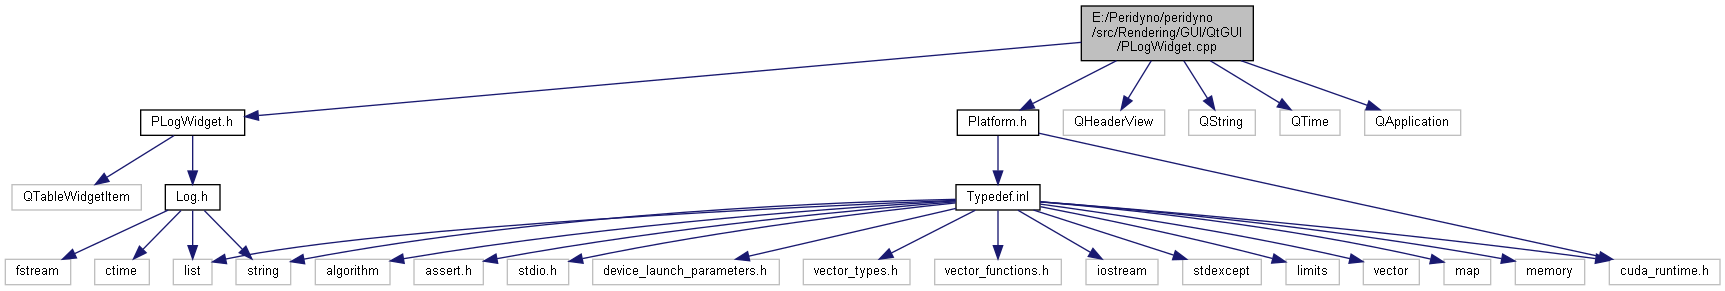 E:/Peridyno/peridyno
/src/Rendering/GUI/QtGUI
/PLogWidget.cpp
PLogWidget.h
Platform.h
QHeaderView
QString
QTime
QApplication
QTableWidgetItem
Log.h
Typedef.inl
fstream
ctime
list
string
algorithm
assert.h
stdio.h
device_launch_parameters.h
vector_types.h
vector_functions.h
iostream
stdexcept
limits
vector
map
memory
cuda_runtime.h